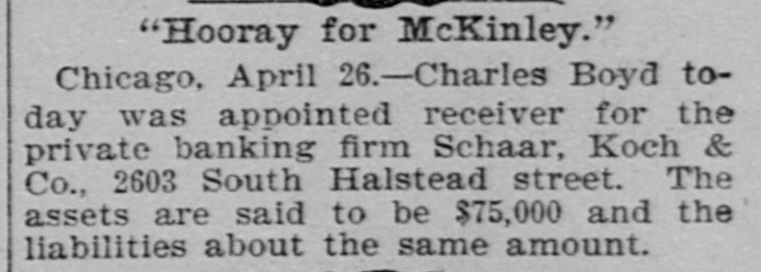 “Hooray for McKinley.”
Chicago, April 26.—Charles Boyd to-
day was appointed receiver for the
private banking firm Schaar, Koch &
Co., 2603 South Halstead street. The
assets are said to be $75,000 and the
liabilities about the same amount.